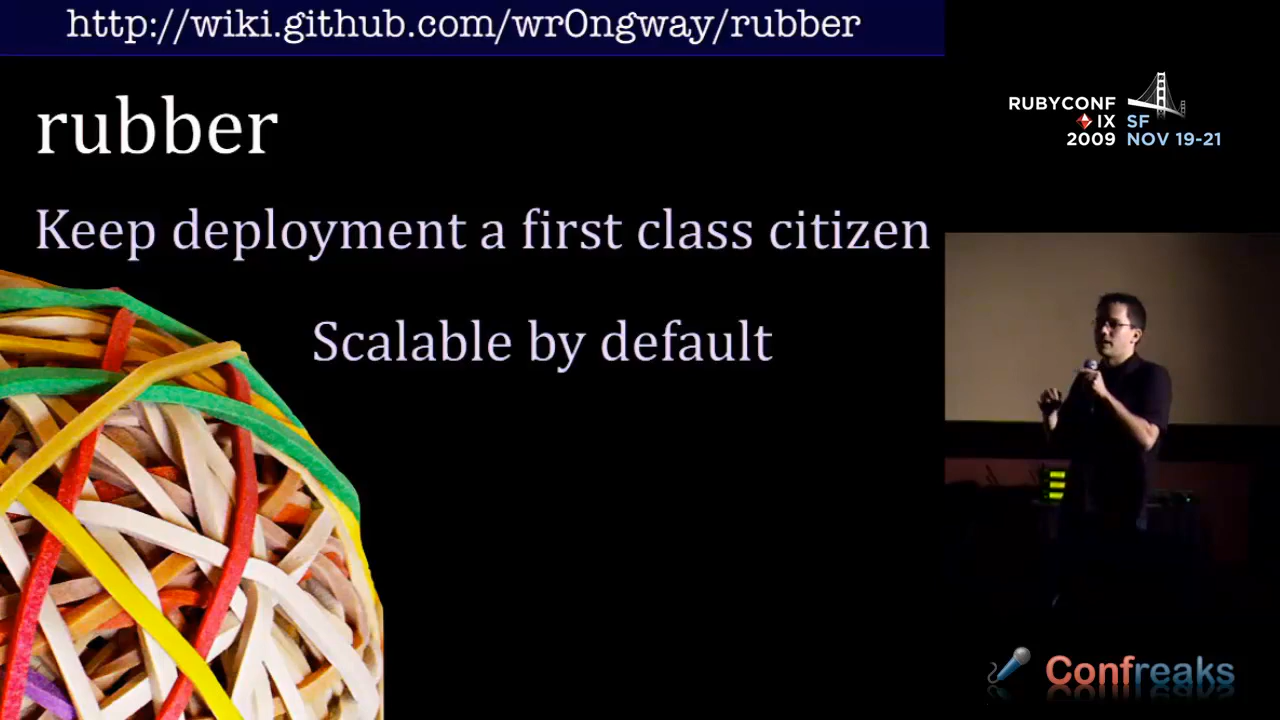 http://wiki.github.com/wr0ngway/rubber
rubber
Keep deployment a first class citizen
Scalable by default
RUBYCONF
IX SF
2009 NOV 19-21
Confreaks